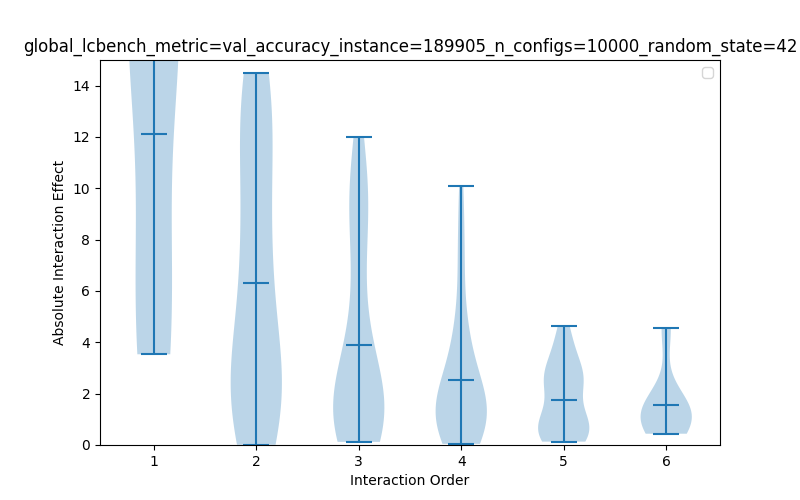 global_lcbench_metric=val_accuracy_instance=189905_n_configs=10000_random_state=42
Absolute Interaction Effect
14
12
10
8
6
4
2
0
1 2 3 4 5 6
Interaction Order